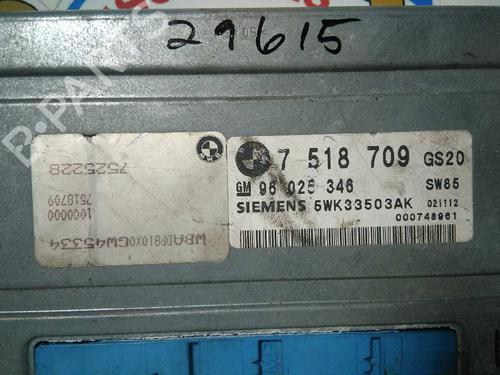 29615
7 518 709 GS20
GM 96 025 346 SW85
SIEMENS 5WK33503AK 021112
000748961
7525228
7518709
1000000
WBADP810X0GW45334
B-PARTS